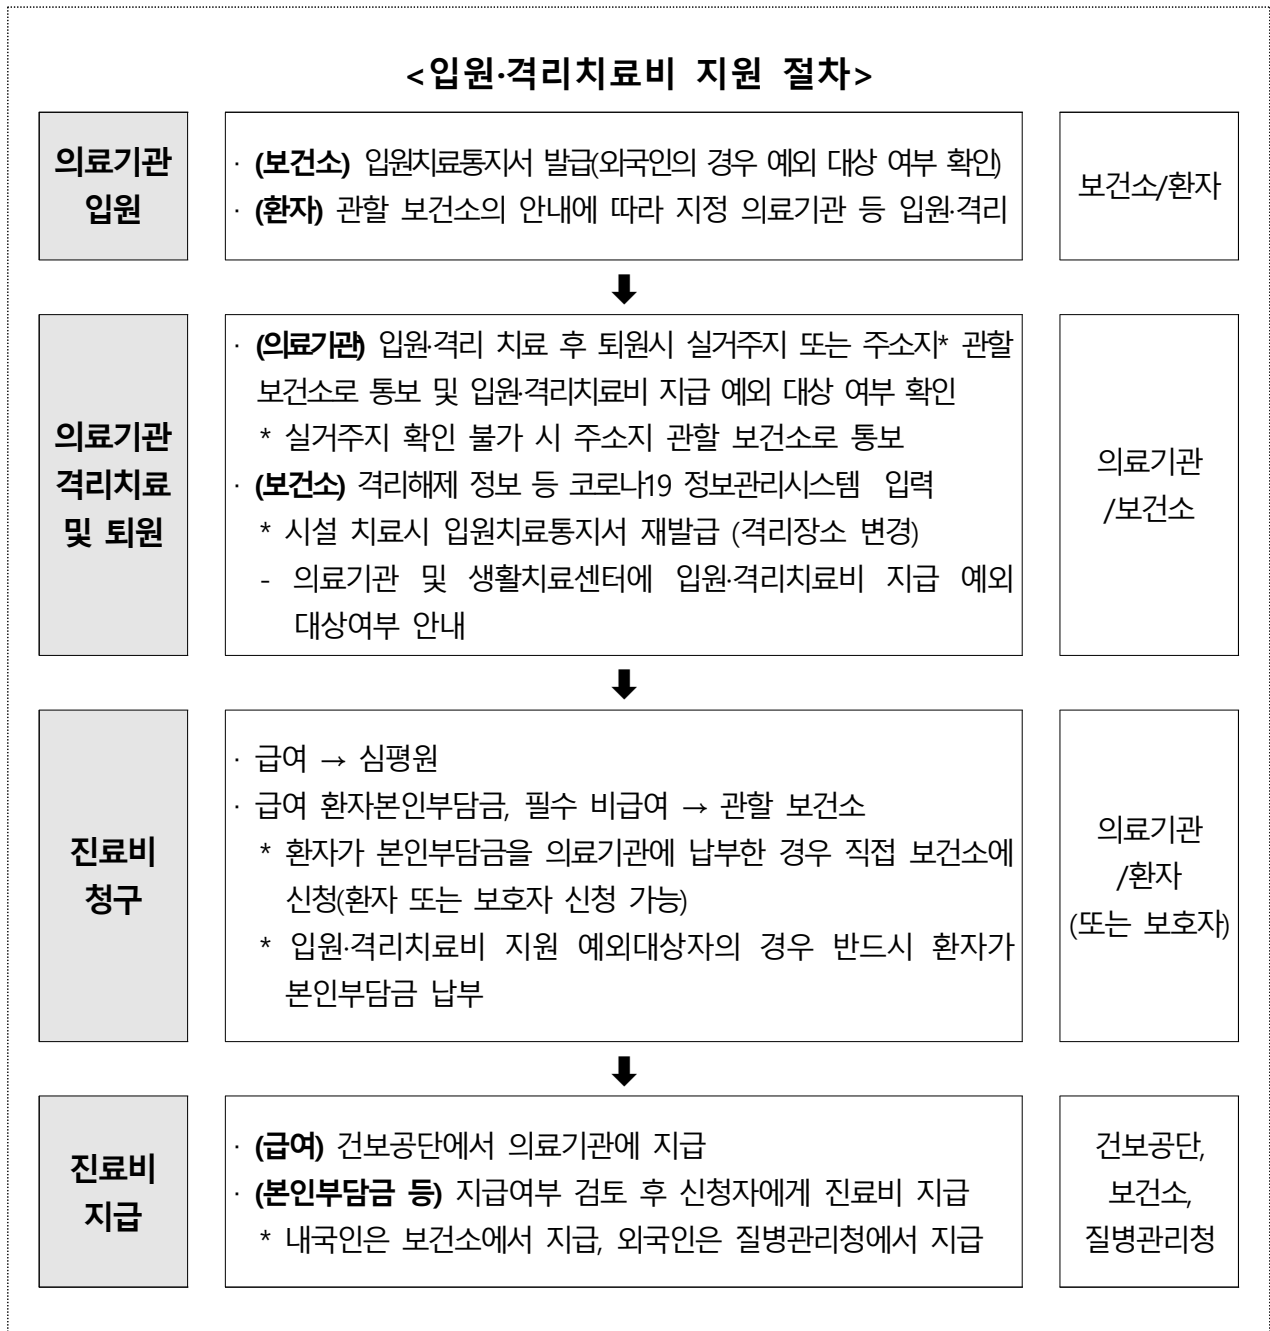 <입원·격리치료비 지원 절차>
의료기관
입원
· (보건소) 입원치료통지서 발급(외국인의 경우 예외 대상 여부 확인)
· (환자) 관할 보건소의 안내에 따라 지정 의료기관 등 입원·격리
보건소/환자
의료기관
격리치료
및 퇴원
· (의료기관) 입원·격리 치료 후 퇴원시 실거주지 또는 주소지* 관할
보건소로 통보 및 입원·격리치료비 지급 예외 대상 여부 확인
* 실거주지 확인 불가 시 주소지 관할 보건소로 통보
· (보건소) 격리해제 정보 등 코로나19 정보관리시스템 입력
* 시설 치료시 입원치료통지서 재발급 (격리장소 변경)
- 의료기관 및 생활치료센터에 입원·격리치료비 지급 예외
대상여부 안내
의료기관
/보건소
진료비
청구
· 급여 → 심평원
· 급여 환자본인부담금, 필수 비급여 → 관할 보건소
* 환자가 본인부담금을 의료기관에 납부한 경우 직접 보건소에
신청(환자 또는 보호자 신청 가능)
* 입원·격리치료비 지원 예외대상자의 경우 반드시 환자가
본인부담금 납부
의료기관
/환자
(또는 보호자)
진료비
지급
· (급여) 건보공단에서 의료기관에 지급
· (본인부담금 등) 지급여부 검토 후 신청자에게 진료비 지급
* 내국인은 보건소에서 지급, 외국인은 질병관리청에서 지급
건보공단,
보건소,
질병관리청